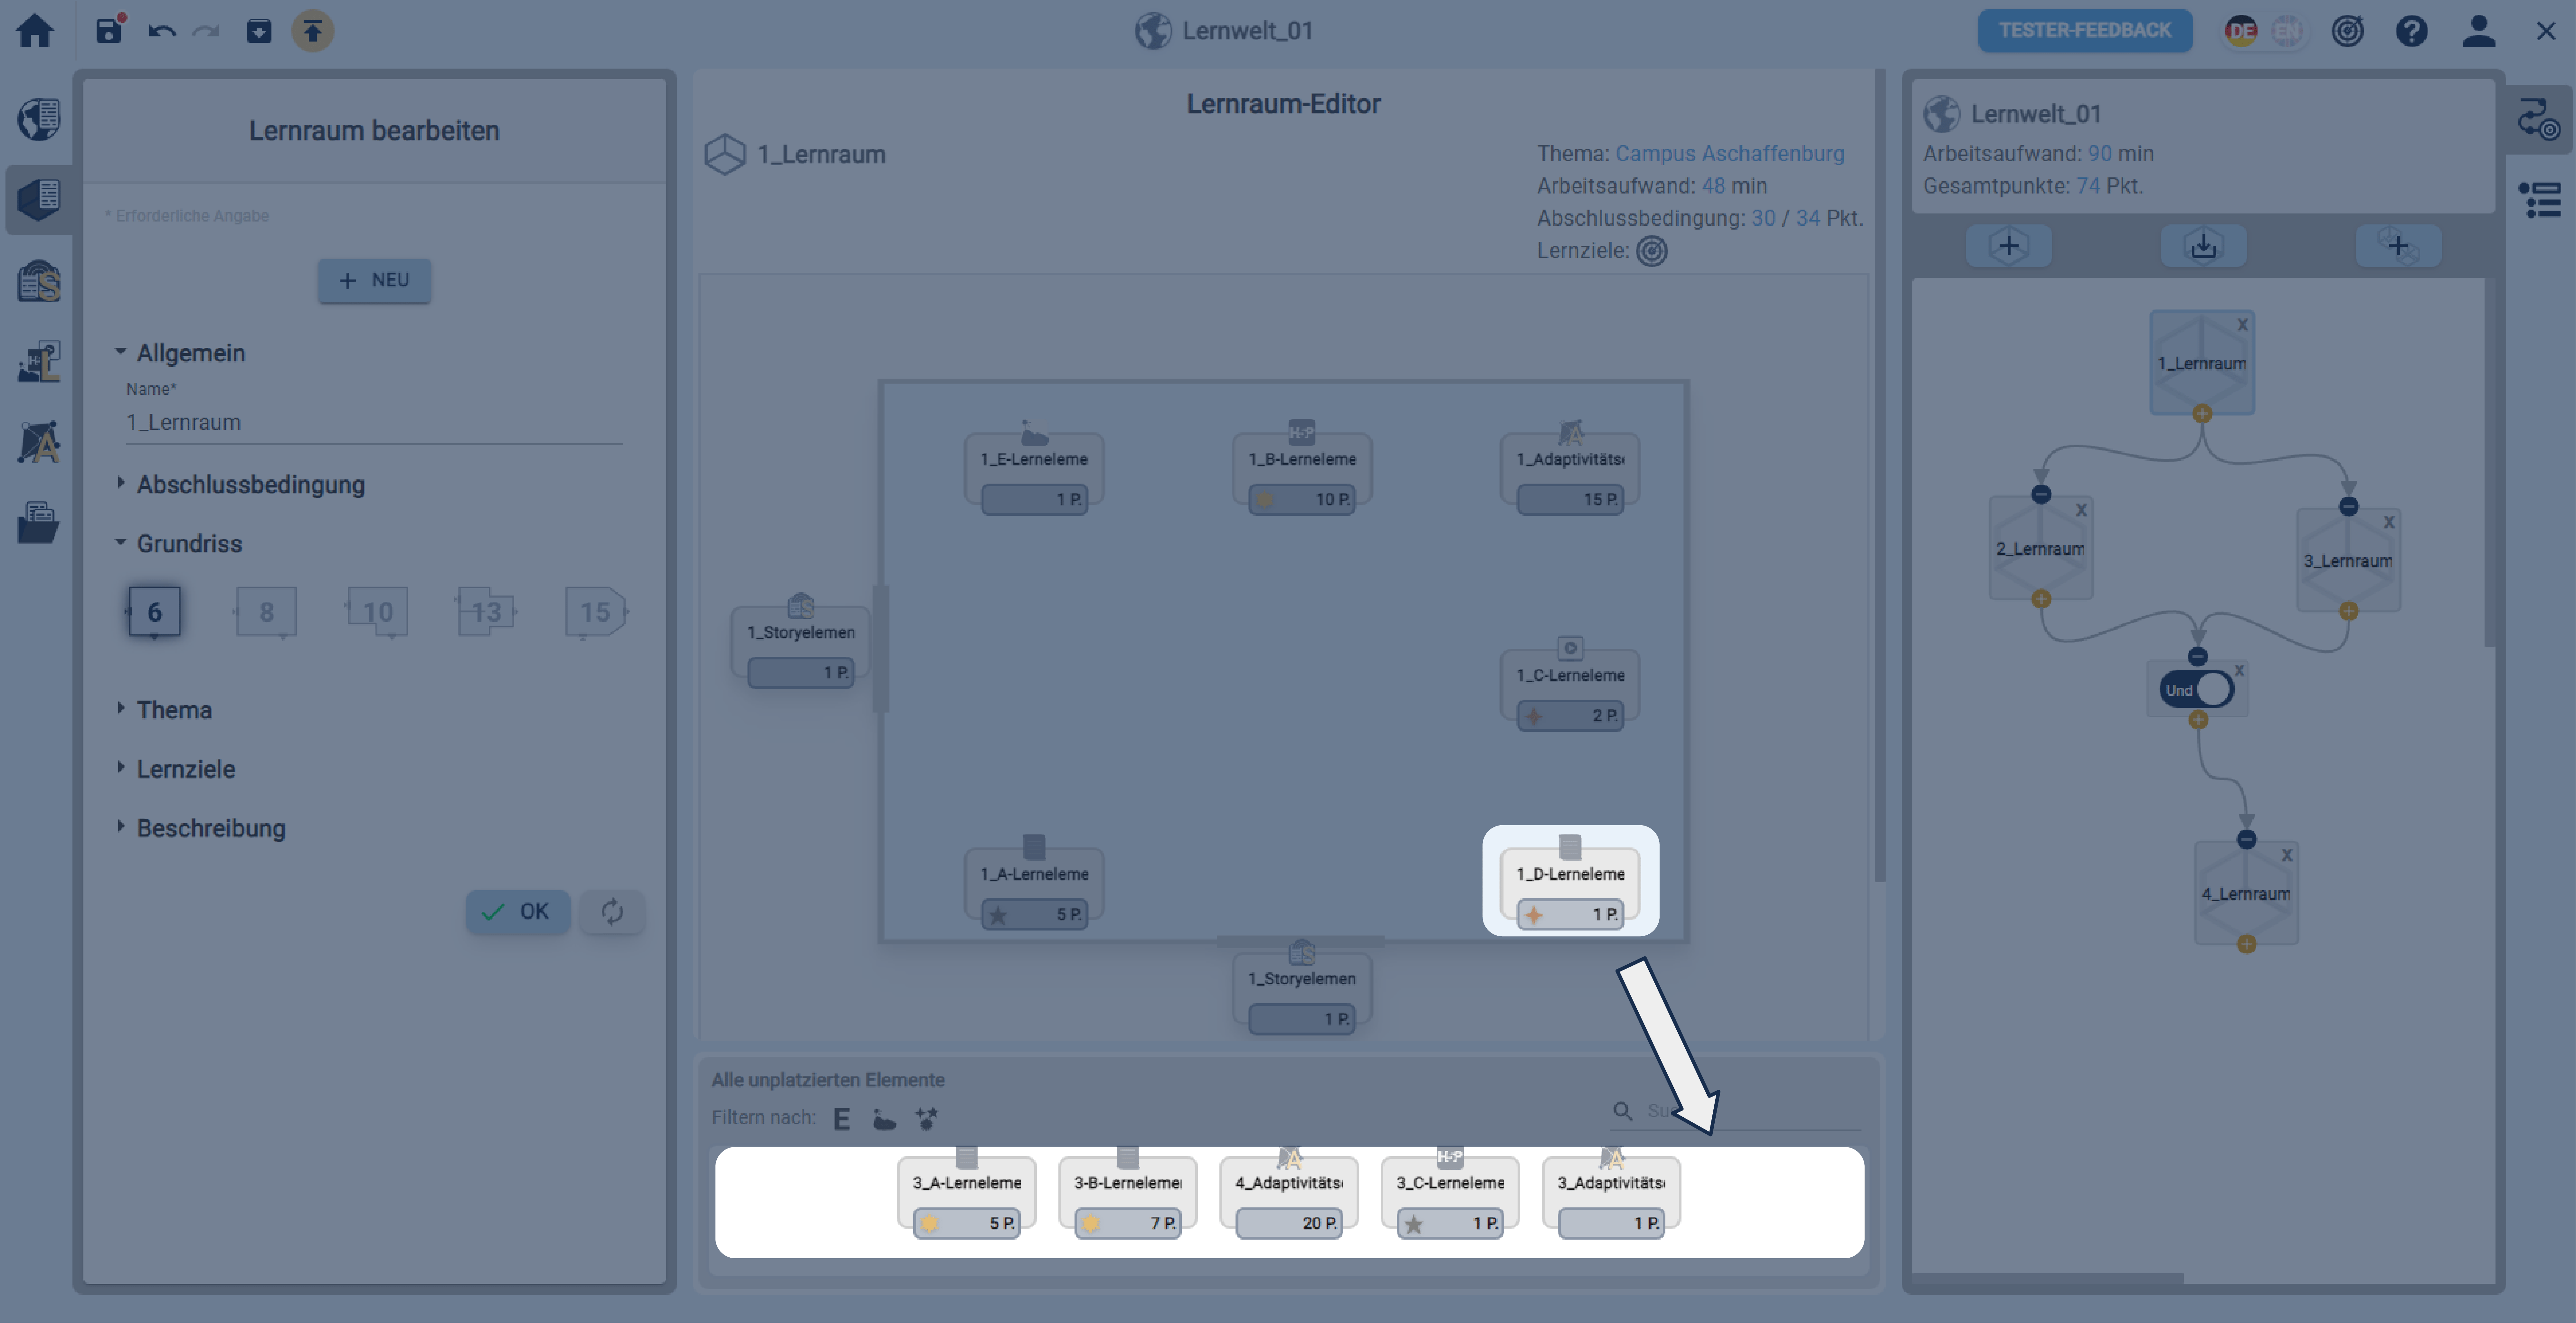 Lernwelt_01
TESTER-FEEDBACK
DE EN
Lernraum bearbeiten
* Erforderliche Angabe
+ NEU
Allgemein
Name*
1_Lernraum
Abschlussbedingung
Grundriss
6 8 10 13 15
Thema
Lernziele
Beschreibung
OK
Lernraum-Editor
1_Lernraum
Thema: Campus Aschaffenburg
Arbeitsaufwand: 48 min
Abschlussbedingung: 30 / 34 Pkt.
Lernziele:
1_E-Lerneleme
1 P.
1_B-Lerneleme
10 P.
1_Adaptivitäts
15 P.
1_Storyelemen
1 P.
1_C-Lerneleme
2 P.
1_A-Lerneleme
5 P.
1_D-Lerneleme
1 P.
1_Storyelemen
1 P.
Alle unplatzierten Elemente
Filtern nach: E
3_A-Lerneleme
5 P.
3-B-Lerneleme
7 P.
4_Adaptivitäts
20 P.
H-P
3_C-Lerneleme
1 P.
3_Adaptivitäts
1 P.
Lernwelt_01
Arbeitsaufwand: 90 min
Gesamtpunkte: 74 Pkt.
1_Lernraum
X
2_Lernraum
X
3_Lernraum
X
Und
X
4_Lernraum
X